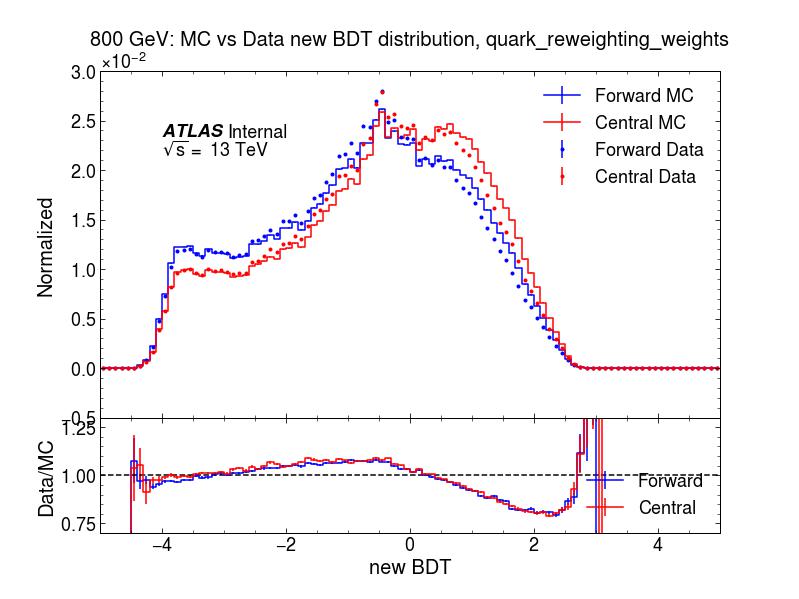 800 GeV: MC vs Data new BDT distribution, quark_reweighting_weights
×10⁻²
3.0
2.5
2.0
1.5
1.0
0.5
0.0
0.5
Normalized
ATLAS Internal
√s = 13 TeV
Forward MC
Central MC
Forward Data
Central Data
1.25
1.00
0.75
Data/MC
Forward
Central
−4 −2 0 2 4
new BDT